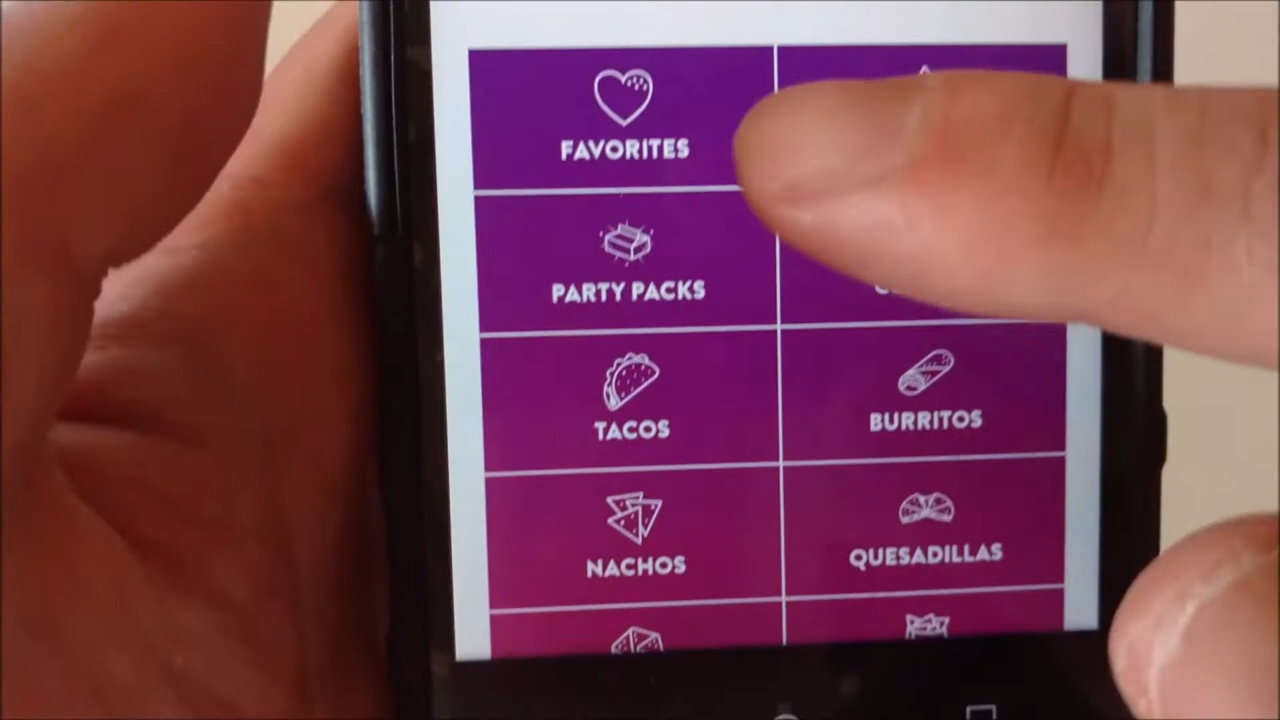 FAVORITES
PARTY PACKS
TACOS
BURRITOS
NACHOS
QUESADILLAS